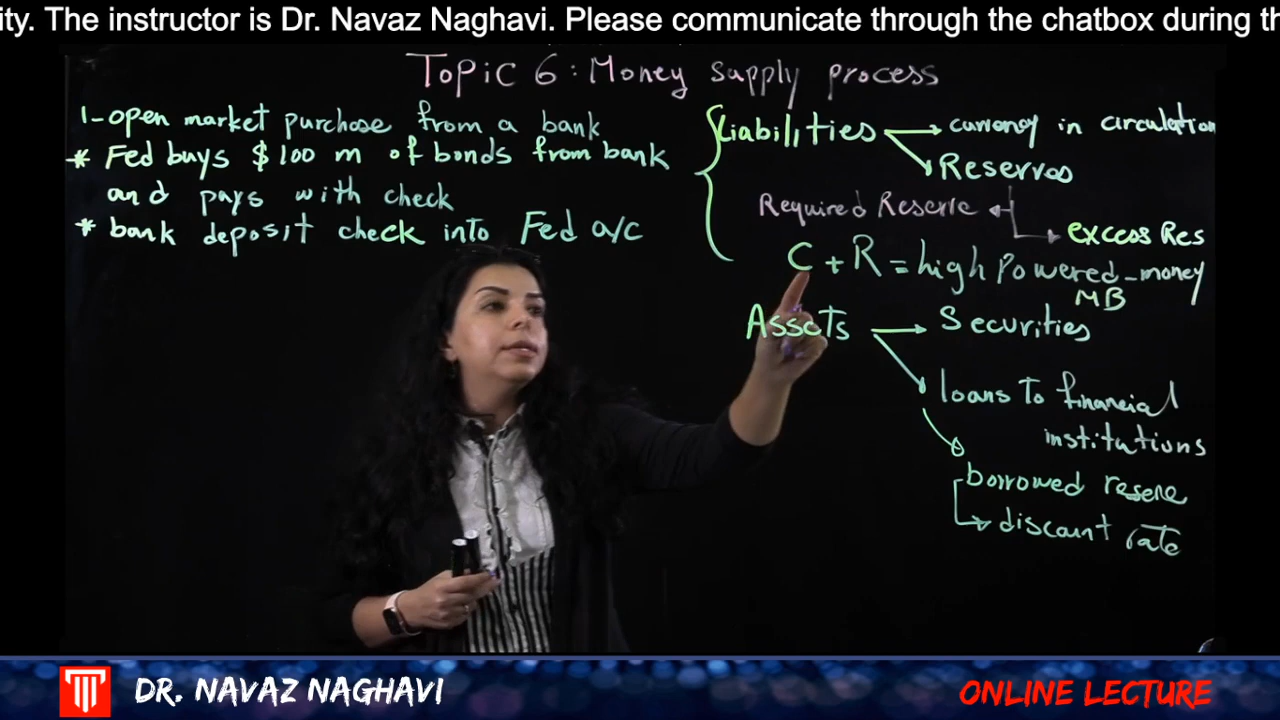 ity. The instructor is Dr. Navaz Naghavi. Please communicate through the chatbox during th
Topic 6: Money supply process
1-open market purchase from a bank
* Fed buys $100 m of bonds from bank
and pays with check
* bank deposit check into Fed a/c
Liabilities
currency in circulation
Reserves
Required Reserve
excess Res
C + R = high Powered-money
MB
Assets
Securities
loans To financial
institutions
borrowed resere
discount rate
DR. NAVAZ NAGHAVI
ONLINE LECTURE